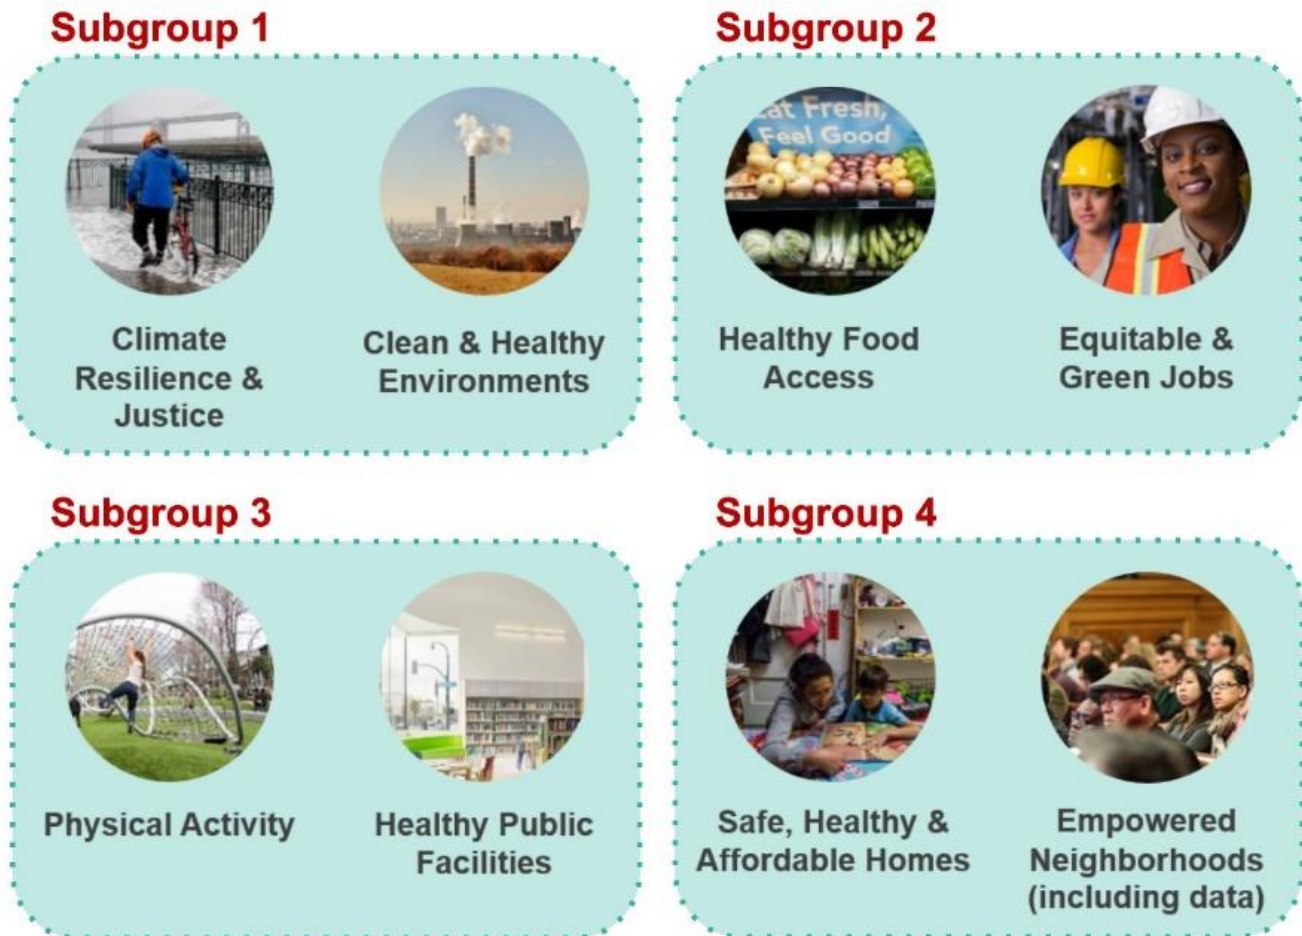 Subgroup 1
Climate
Resilience &
Justice
Clean & Healthy
Environments
Subgroup 2
Eat Fresh,
Feel Good
Healthy Food
Access
Equitable &
Green Jobs
Subgroup 3
Physical Activity
Healthy Public
Facilities
Subgroup 4
Safe, Healthy &
Affordable Homes
Empowered
Neighborhoods
(including data)